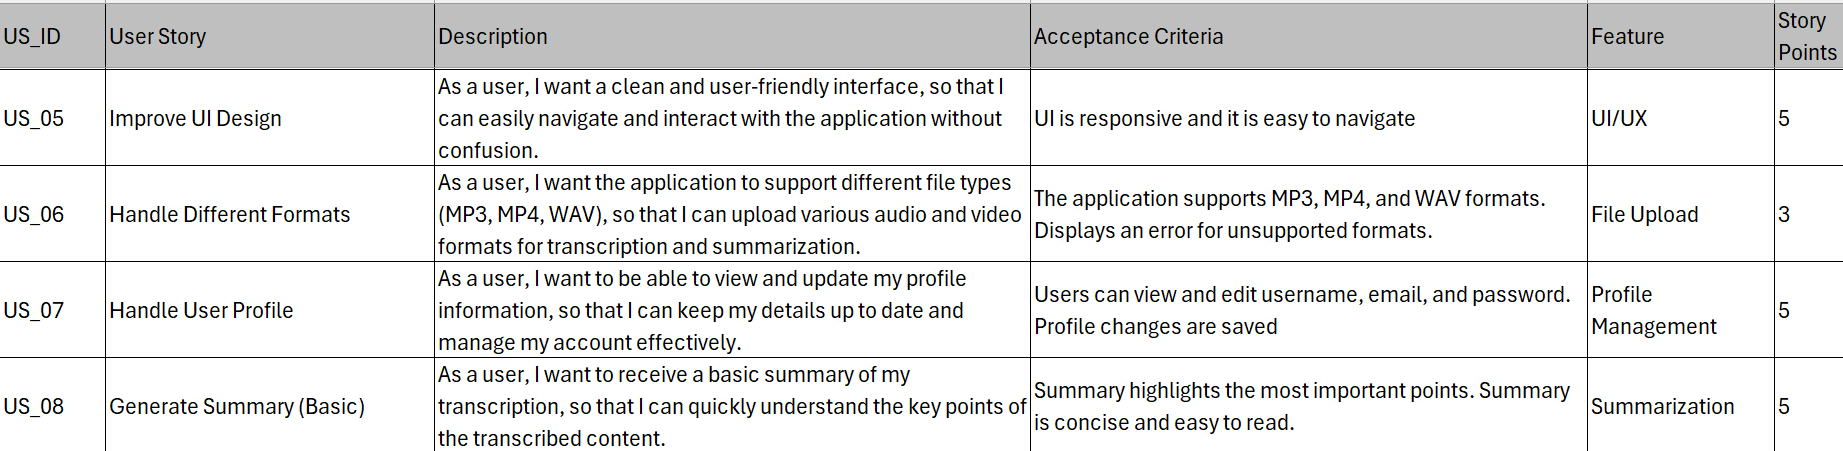 US_ID
User Story
Description
Acceptance Criteria
Feature
Story
Points
US_05
Improve UI Design
As a user, I want a clean and user-friendly interface, so that I
can easily navigate and interact with the application without
confusion.
UI is responsive and it is easy to navigate
UI/UX
5
US_06
Handle Different Formats
As a user, I want the application to support different file types
(MP3, MP4, WAV), so that I can upload various audio and video
formats for transcription and summarization.
The application supports MP3, MP4, and WAV formats.
Displays an error for unsupported formats.
File Upload
3
US_07
Handle User Profile
As a user, I want to be able to view and update my profile
information, so that I can keep my details up to date and
manage my account effectively.
Users can view and edit username, email, and password.
Profile changes are saved
Profile
Management
5
US_08
Generate Summary (Basic)
As a user, I want to receive a basic summary of my
transcription, so that I can quickly understand the key points of
the transcribed content.
Summary highlights the most important points. Summary
is concise and easy to read.
Summarization
5